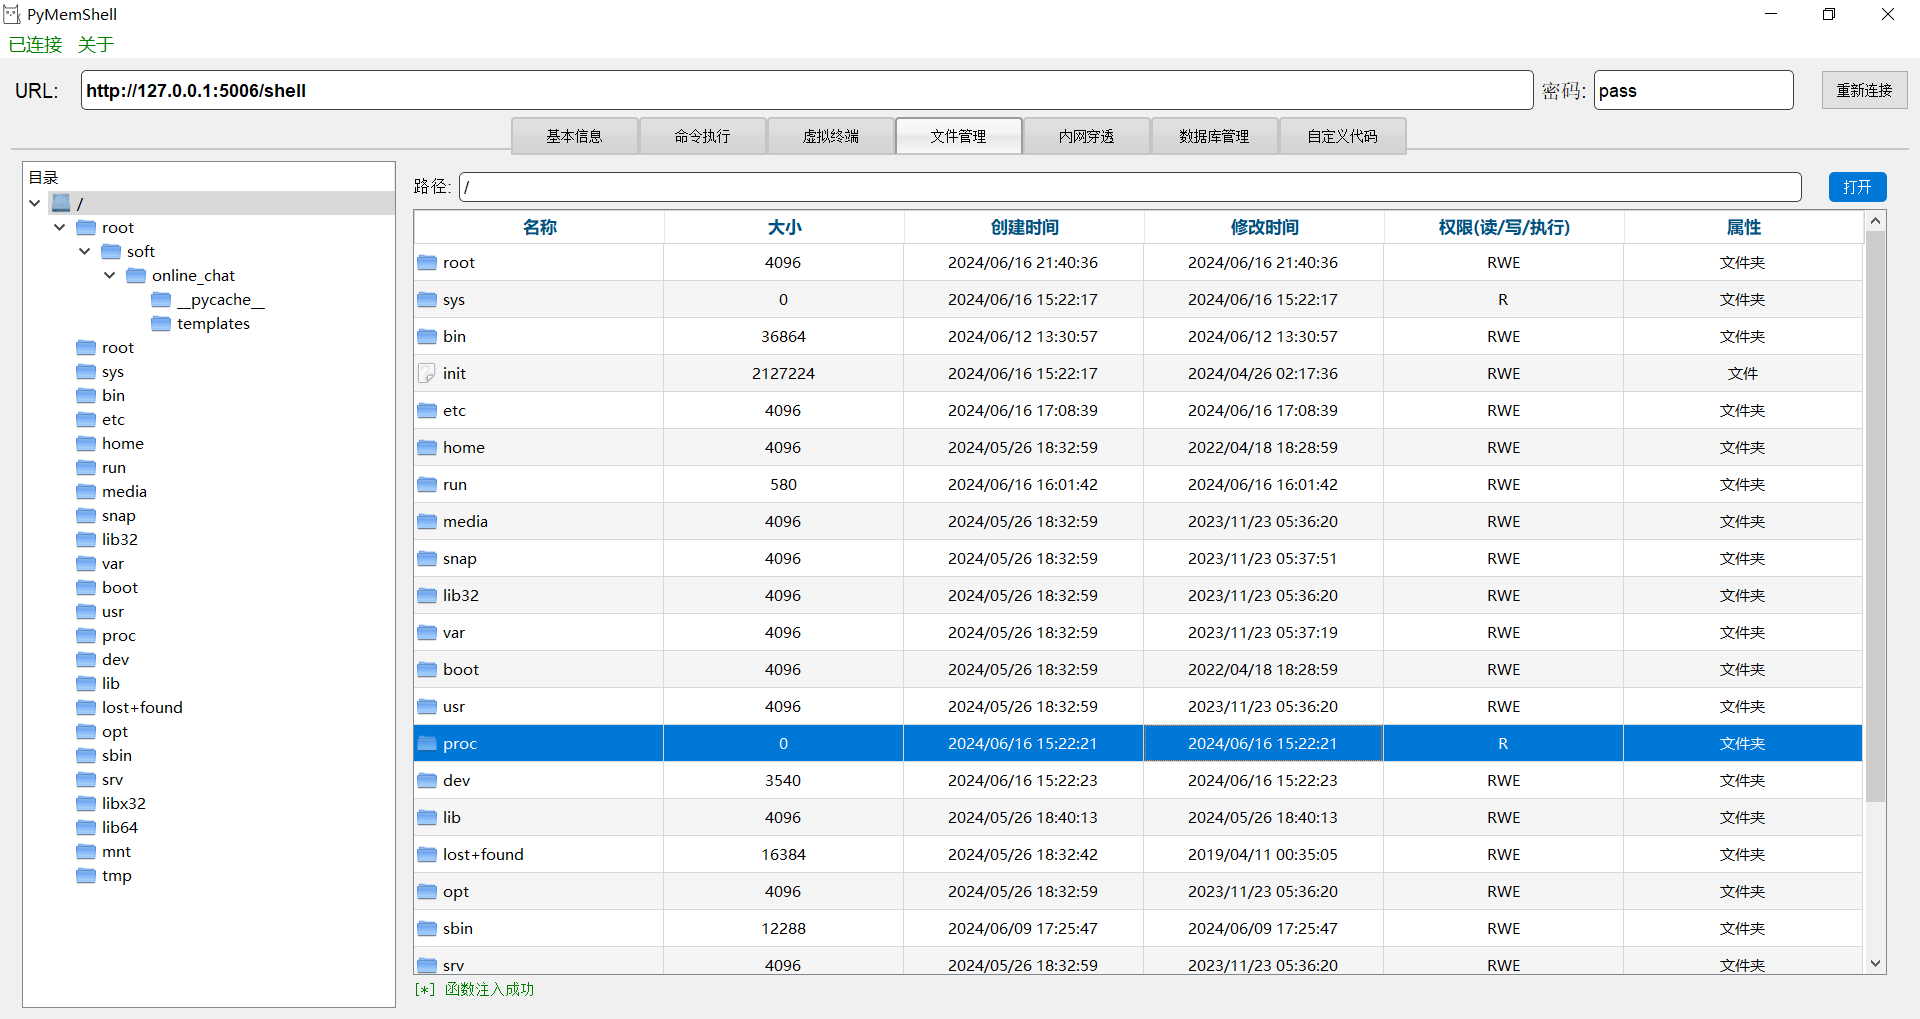 PyMemShell
已连接 关于
URL: http://127.0.0.1:5006/shell 密码: pass 重新连接
基本信息 命令执行 虚拟终端 文件管理 内网穿透 数据库管理 自定义代码
目录
/
root
soft
online_chat
__pycache__
templates
root
sys
bin
etc
home
run
media
snap
lib32
var
boot
usr
proc
dev
lib
lost+found
opt
sbin
srv
libx32
lib64
mnt
tmp
路径: / 打开
名称 大小 创建时间 修改时间 权限(读/写/执行) 属性
root 4096 2024/06/16 21:40:36 2024/06/16 21:40:36 RWE 文件夹
sys 0 2024/06/16 15:22:17 2024/06/16 15:22:17 R 文件夹
bin 36864 2024/06/12 13:30:57 2024/06/12 13:30:57 RWE 文件夹
init 2127224 2024/06/16 15:22:17 2024/04/26 02:17:36 RWE 文件
etc 4096 2024/06/16 17:08:39 2024/06/16 17:08:39 RWE 文件夹
home 4096 2024/05/26 18:32:59 2022/04/18 18:28:59 RWE 文件夹
run 580 2024/06/16 16:01:42 2024/06/16 16:01:42 RWE 文件夹
media 4096 2024/05/26 18:32:59 2023/11/23 05:36:20 RWE 文件夹
snap 4096 2024/05/26 18:32:59 2023/11/23 05:37:51 RWE 文件夹
lib32 4096 2024/05/26 18:32:59 2023/11/23 05:36:20 RWE 文件夹
var 4096 2024/05/26 18:32:59 2023/11/23 05:37:19 RWE 文件夹
boot 4096 2024/05/26 18:32:59 2022/04/18 18:28:59 RWE 文件夹
usr 4096 2024/05/26 18:32:59 2023/11/23 05:36:20 RWE 文件夹
proc 0 2024/06/16 15:22:21 2024/06/16 15:22:21 R 文件夹
dev 3540 2024/06/16 15:22:23 2024/06/16 15:22:23 RWE 文件夹
lib 4096 2024/05/26 18:40:13 2024/05/26 18:40:13 RWE 文件夹
lost+found 16384 2024/05/26 18:32:42 2019/04/11 00:35:05 RWE 文件夹
opt 4096 2024/05/26 18:32:59 2023/11/23 05:36:20 RWE 文件夹
sbin 12288 2024/06/09 17:25:47 2024/06/09 17:25:47 RWE 文件夹
srv 4096 2024/05/26 18:32:59 2023/11/23 05:36:20 RWE 文件夹
[*] 函数注入成功